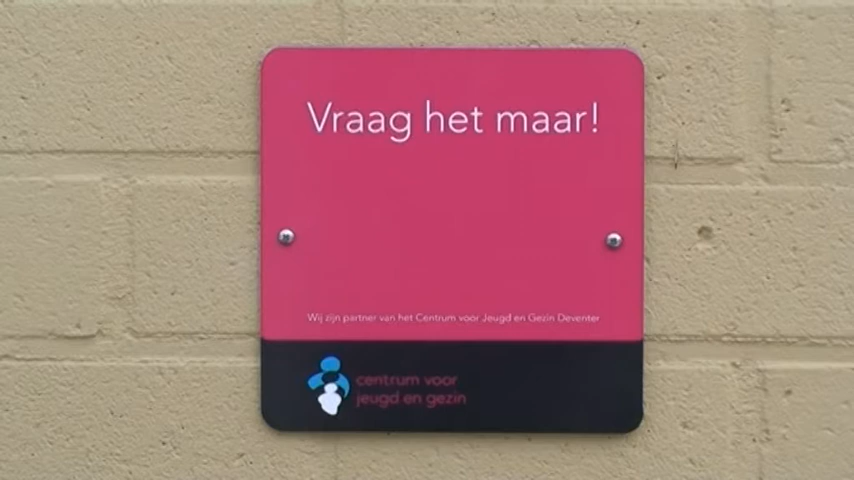 Vraag het maar!
Wij zijn partner van het Centrum voor Jeugd en Gezin Deventer
centrum voor
jeugd en gezin